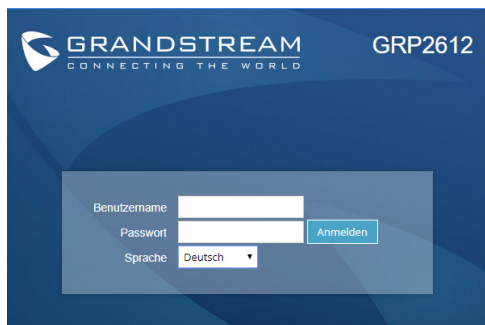 GRANDSTREAM
CONNECTING THE WORLD
GRP2612
Benutzername
Passwort
Anmelden
Sprache
Deutsch